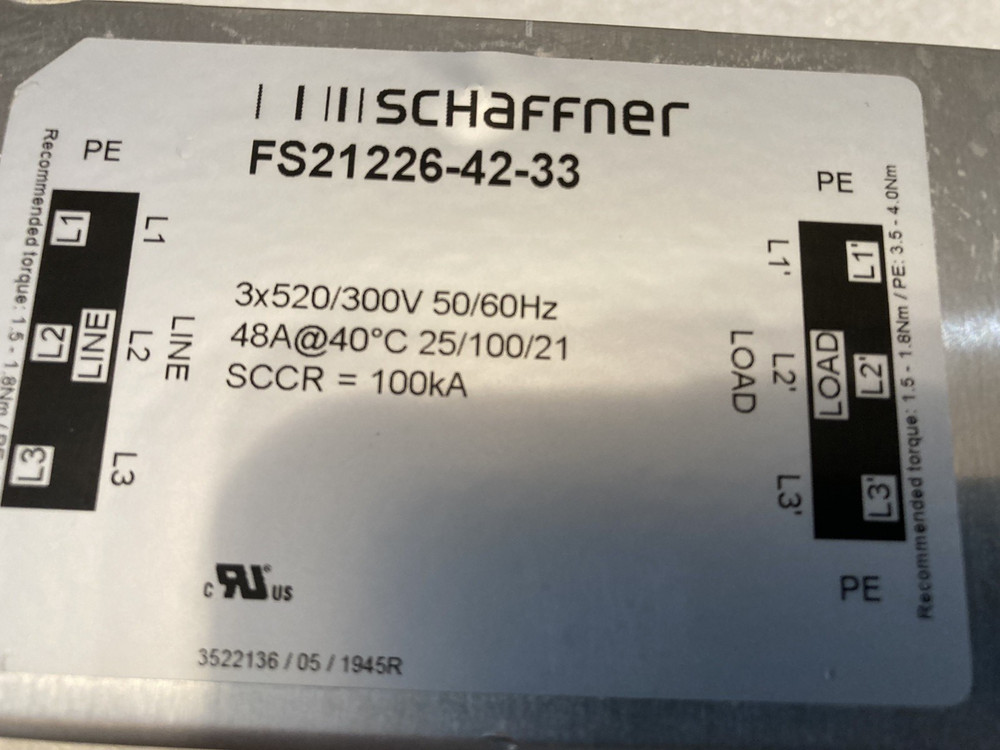 SCHAFFNER
FS21226-42-33
PE
L1
L2
L3
LINE
L1
L2
L3
LINE
Recommended torque: 1.5 - 1.8Nm /
3x520/300V 50/60Hz
48A@40°C 25/100/21
SCCR = 100kA
PE
L1'
L2'
L3'
LOAD
L1'
L2'
L3'
LOAD
PE
Recommended torque: 1.5 - 1.8Nm / PE: 3.5 - 4.0Nm
c RU US
3522136 / 05 / 1945R